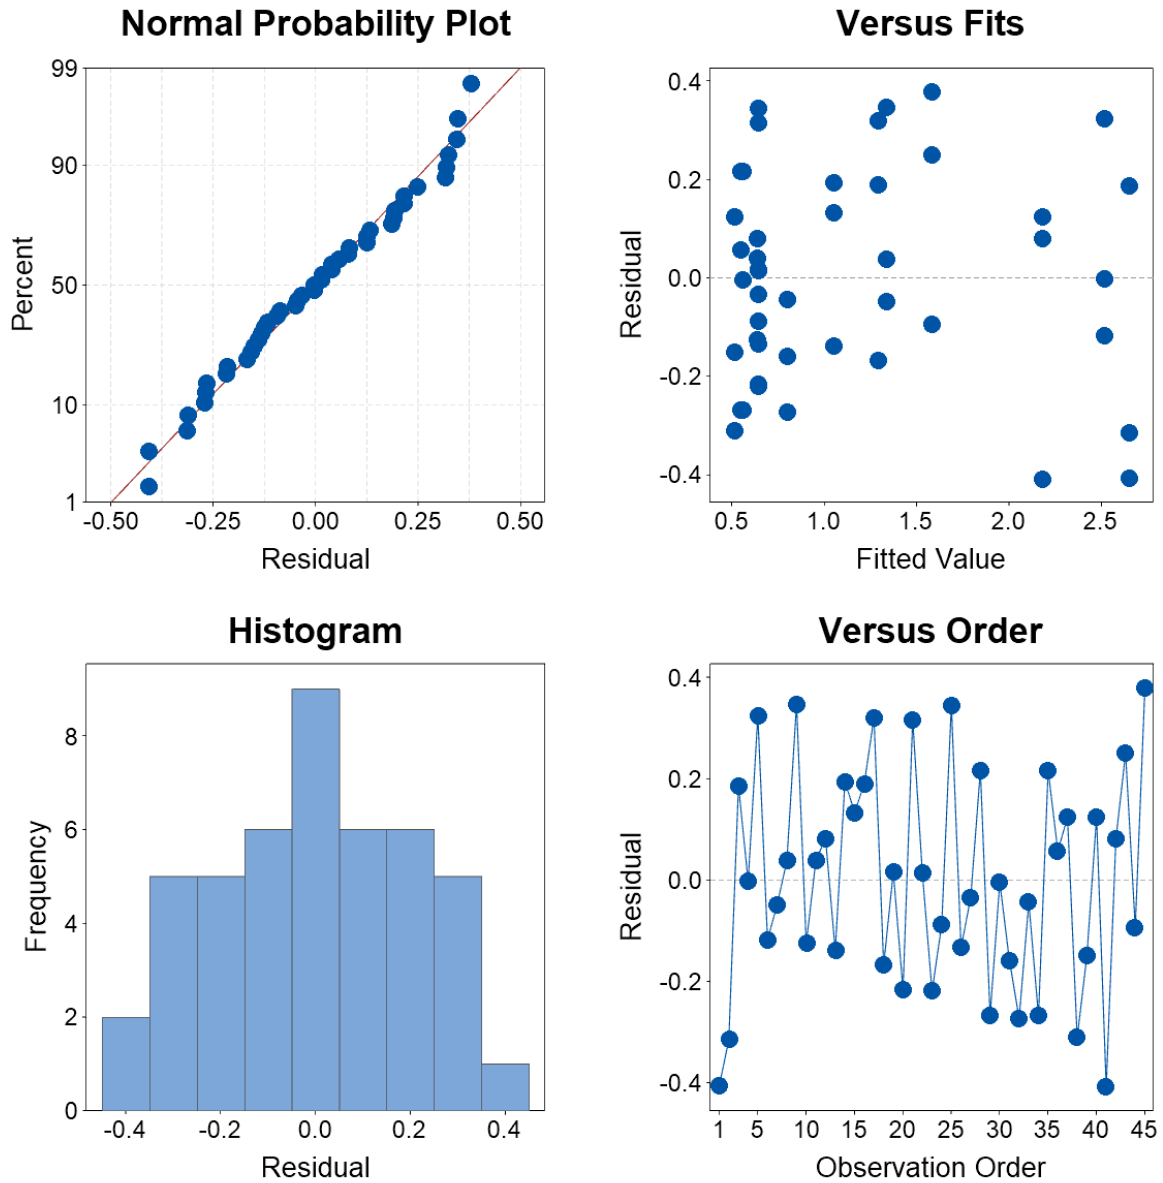 Normal Probability Plot
99
90
50
10
1
Percent
-0.50 -0.25 0.00 0.25 0.50
Residual
Versus Fits
0.4
0.2
0.0
-0.2
-0.4
Residual
0.5 1.0 1.5 2.0 2.5
Fitted Value
Histogram
8
6
4
2
0
Frequency
-0.4 -0.2 0.0 0.2 0.4
Residual
Versus Order
0.4
0.2
0.0
-0.2
-0.4
Residual
1 5 10 15 20 25 30 35 40 45
Observation Order